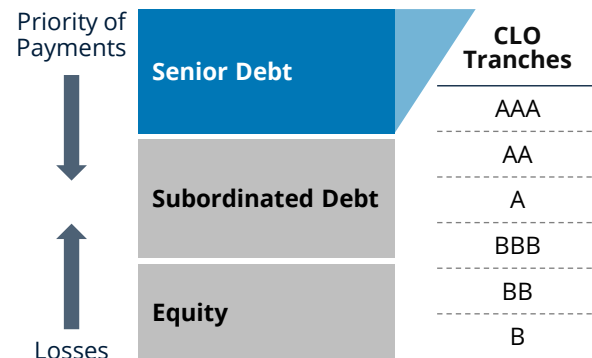 Priority of
Payments
Losses
Senior Debt
Subordinated Debt
Equity
CLO
Tranches
AAA
AA
A
BBB
BB
B